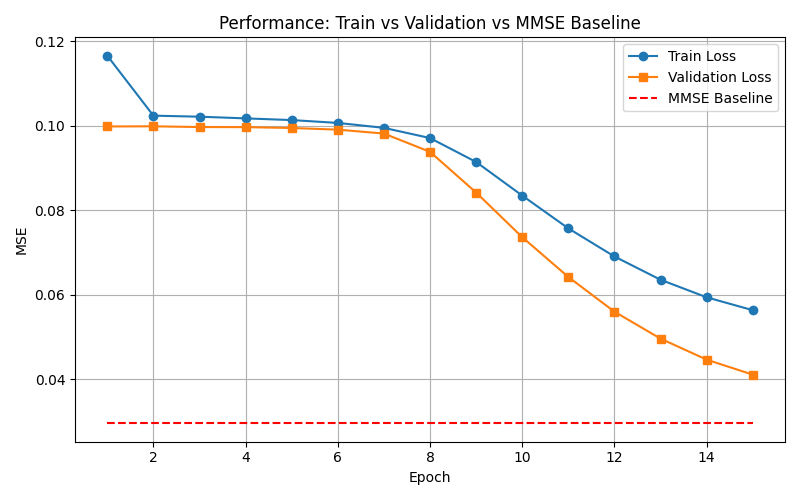 Performance: Train vs Validation vs MMSE Baseline
Train Loss
Validation Loss
MMSE Baseline
0.12
0.10
0.08
0.06
0.04
MSE
2
4
6
8
10
12
14
Epoch